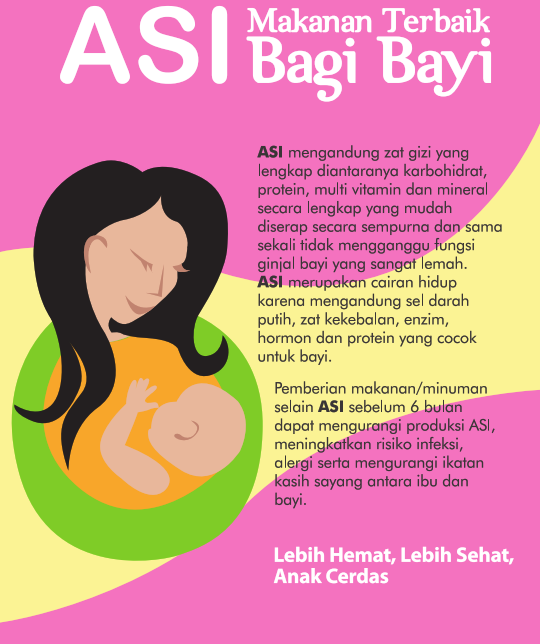 ASI Makanan Terbaik
Bagi Bayi
ASI mengandung zat gizi yang
lengkap diantaranya karbohidrat,
protein, multi vitamin dan mineral
secara lengkap yang mudah
diserap secara sempurna dan sama
sekali tidak mengganggu fungsi
ginjal bayi yang sangat lemah.
ASI merupakan cairan hidup
karena mengandung sel darah
putih, zat kekebalan, enzim,
hormon dan protein yang cocok
untuk bayi.
Pemberian makanan/minuman
selain ASI sebelum 6 bulan
dapat mengurangi produksi ASI,
meningkatkan risiko infeksi,
alergi serta mengurangi ikatan
kasih sayang antara ibu dan
bayi.
Lebih Hemat, Lebih Sehat,
Anak Cerdas